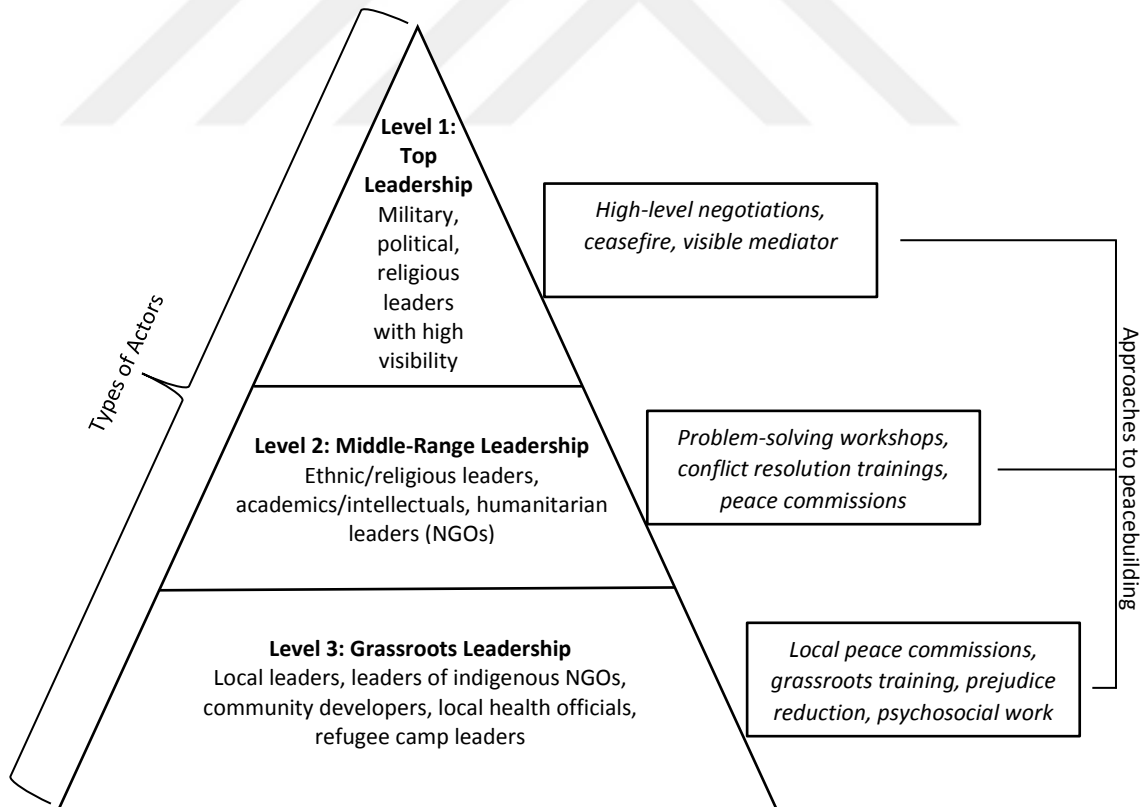 Types of Actors
Level 1:
Top
Leadership
Military,
political,
religious
leaders
with high
visibility
High-level negotiations,
ceasefire, visible mediator
Level 2: Middle-Range Leadership
Ethnic/religious leaders,
academics/intellectuals, humanitarian
leaders (NGOs)
Problem-solving workshops,
conflict resolution trainings,
peace commissions
Level 3: Grassroots Leadership
Local leaders, leaders of indigenous NGOs,
community developers, local health officials,
refugee camp leaders
Local peace commissions,
grassroots training, prejudice
reduction, psychosocial work
Approaches to peacebuilding